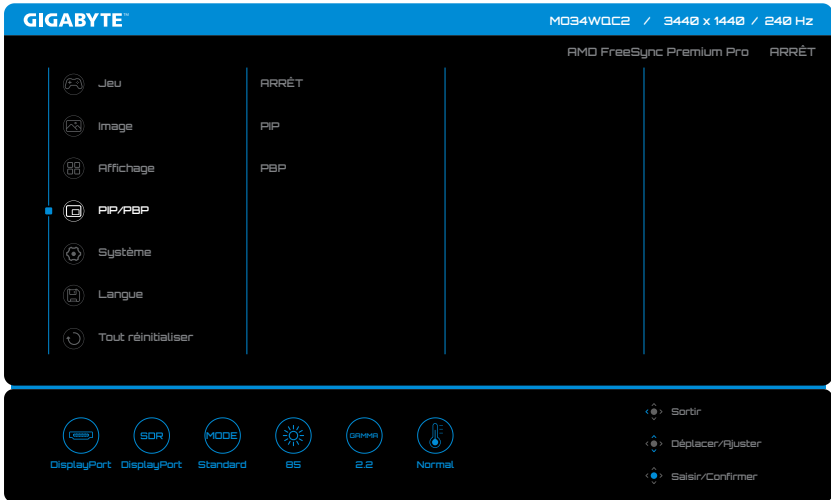 GIGABYTE™
MO34WQC2 / 3440 x 1440 / 240 Hz
AMD FreeSync Premium Pro ARRÊT
Jeu ARRÊT
Image PIP
Affichage PBP
PIP/PBP
Système
Langue
Tout réinitialiser
Sortir
SDR MODE GAMMA
Déplacer/Ajuster
DisplayPort DisplayPort Standard 85 2.2 Normal
Saisir/Confirmer